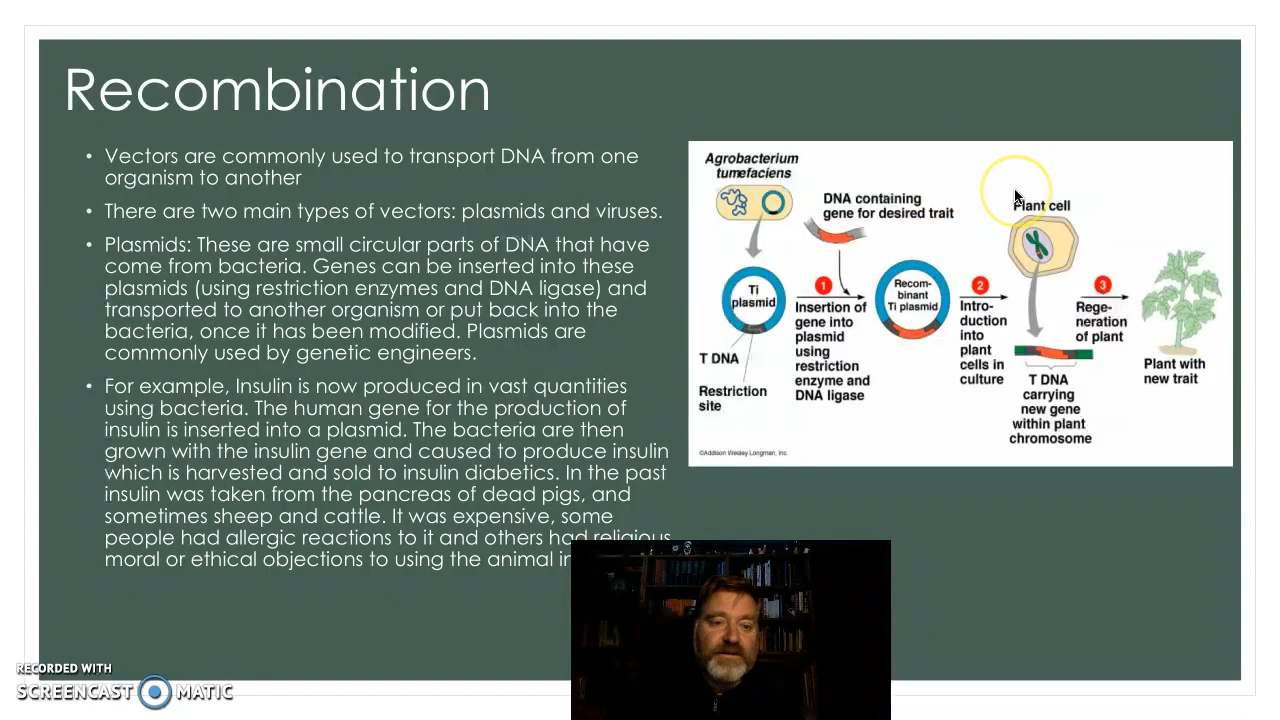 Recombination
• Vectors are commonly used to transport DNA from one
organism to another
• There are two main types of vectors: plasmids and viruses.
• Plasmids: These are small circular parts of DNA that have
come from bacteria. Genes can be inserted into these
plasmids (using restriction enzymes and DNA ligase) and
transported to another organism or put back into the
bacteria, once it has been modified. Plasmids are
commonly used by genetic engineers.
• For example, Insulin is now produced in vast quantities
using bacteria. The human gene for the production of
insulin is inserted into a plasmid. The bacteria are then
grown with the insulin gene and caused to produce insulin
which is harvested and sold to insulin diabetics. In the past
insulin was taken from the pancreas of dead pigs, and
sometimes sheep and cattle. It was expensive, some
people had allergic reactions to it and others had religious
moral or ethical objections to using the animal
Agrobacterium
tumefaciens
DNA containing
gene for desired trait
Plant cell
Ti
plasmid
1
Insertion of
gene into
plasmid
using
restriction
enzyme and
DNA ligase
Recom-
binant
Ti plasmid
2
Intro-
duction
into
plant
cells in
culture
3
Rege-
neration
of plant
T DNA
Restriction
site
T DNA
carrying
new gene
within plant
chromosome
Plant with
new trait
©Addison Wesley Longman, Inc.
RECORDED WITH
SCREENCAST MATIC